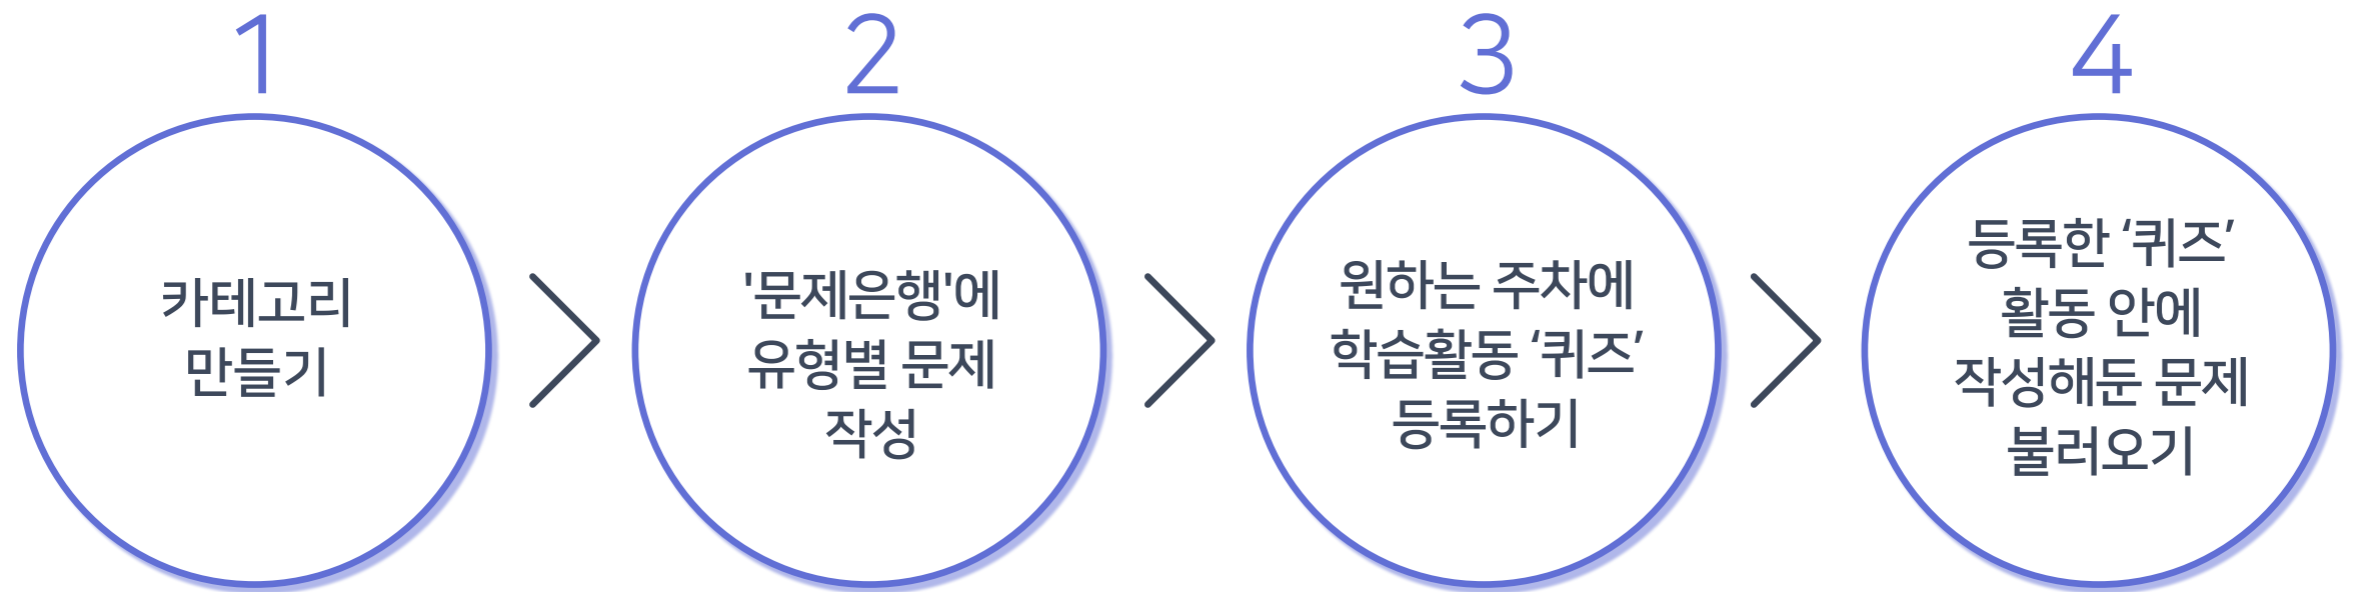 1
카테고리
만들기
2
'문제은행'에
유형별 문제
작성
3
원하는 주차에
학습활동 ‘퀴즈’
등록하기
4
등록한 ‘퀴즈’
활동 안에
작성해둔 문제
불러오기